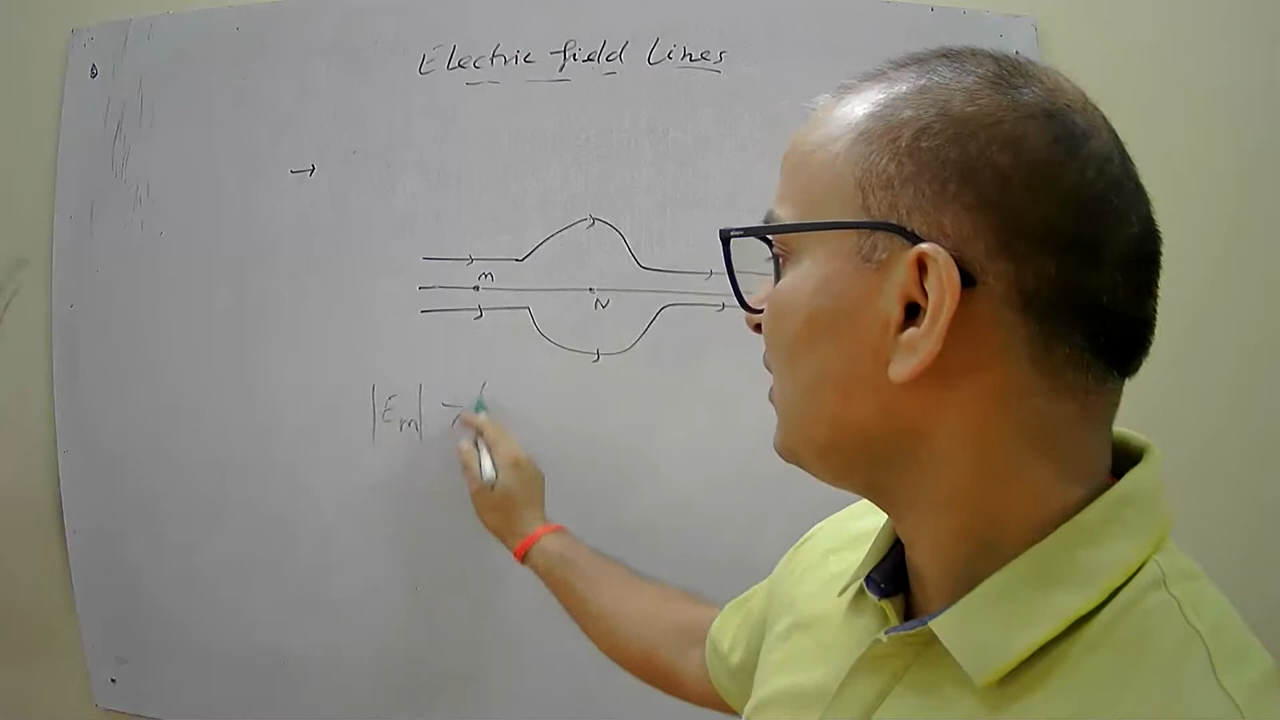 Electric field Lines
→
m
N
|Em| >